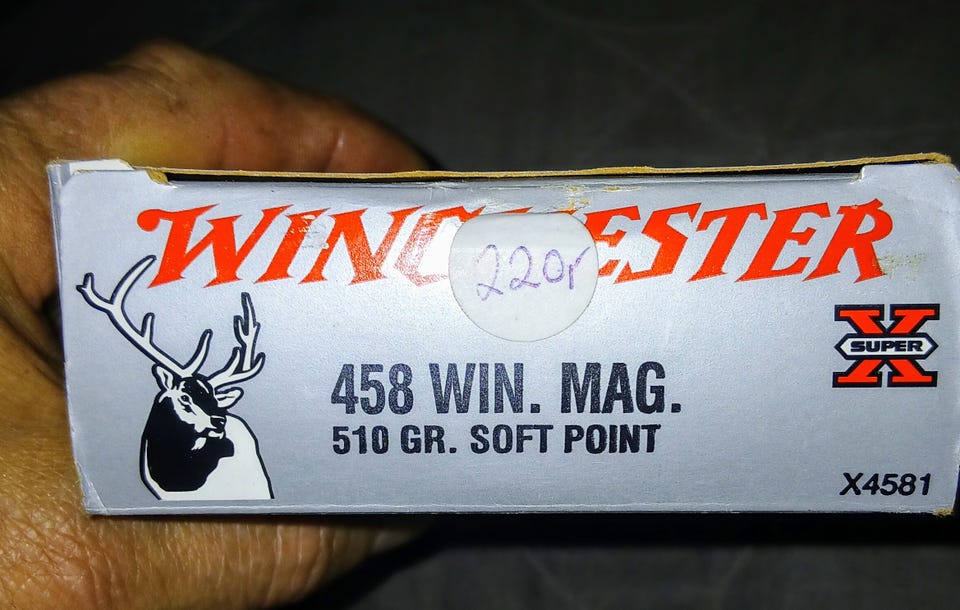 WINCHESTER
220r
X
SUPER
458 WIN. MAG.
510 GR. SOFT POINT
X4581